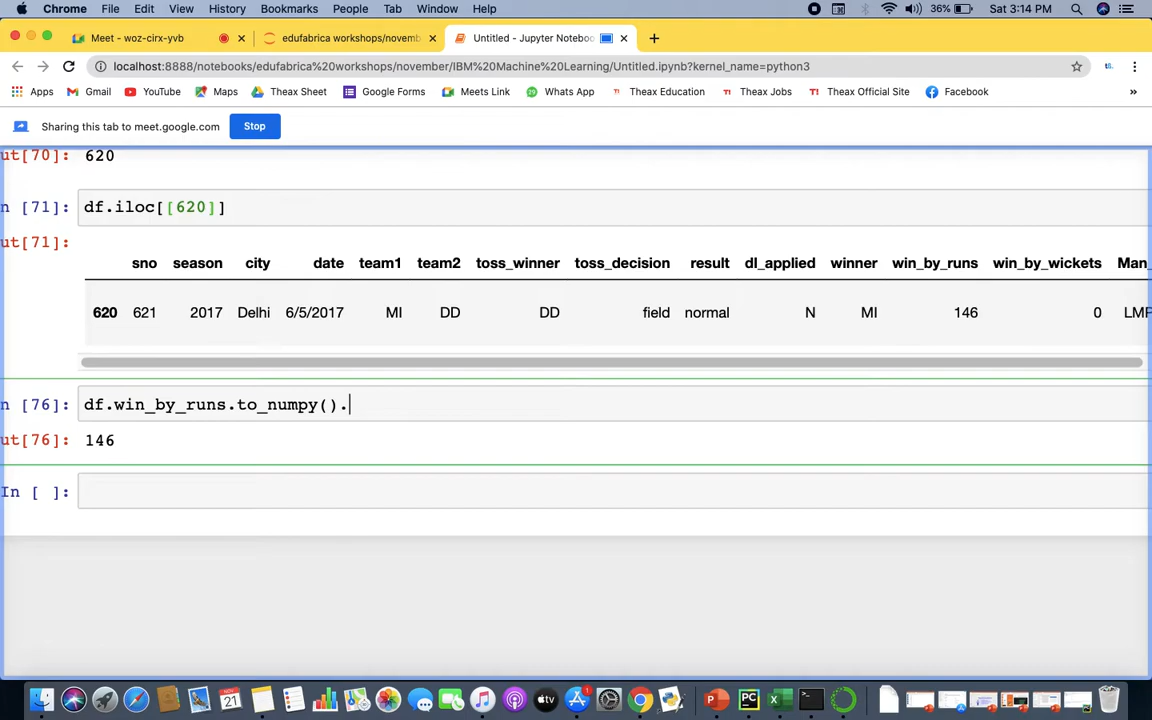 Chrome File Edit View History Bookmarks People Tab Window Help 36% Sat 3:14 PM
Meet - woz-cirx-yvb edufabrica workshops/novemb Untitled - Jupyter Noteboo
localhost:8888/notebooks/edufabrica%20workshops/november/IBM%20Machine%20Learning/Untitled.ipynb?kernel_name=python3
Apps Gmail YouTube Maps Theax Sheet Google Forms Meets Link Whats App Theax Education Theax Jobs Theax Official Site Facebook »
Sharing this tab to meet.google.com Stop
ut[70]: 620
n [71]: df.iloc[[620]]
ut[71]:
sno season city date team1 team2 toss_winner toss_decision result dl_applied winner win_by_runs win_by_wickets Man_
620 621 2017 Delhi 6/5/2017 MI DD DD field normal N MI 146 0 LMP
n [76]: df.win_by_runs.to_numpy().
ut[76]: 146
In [ ]: